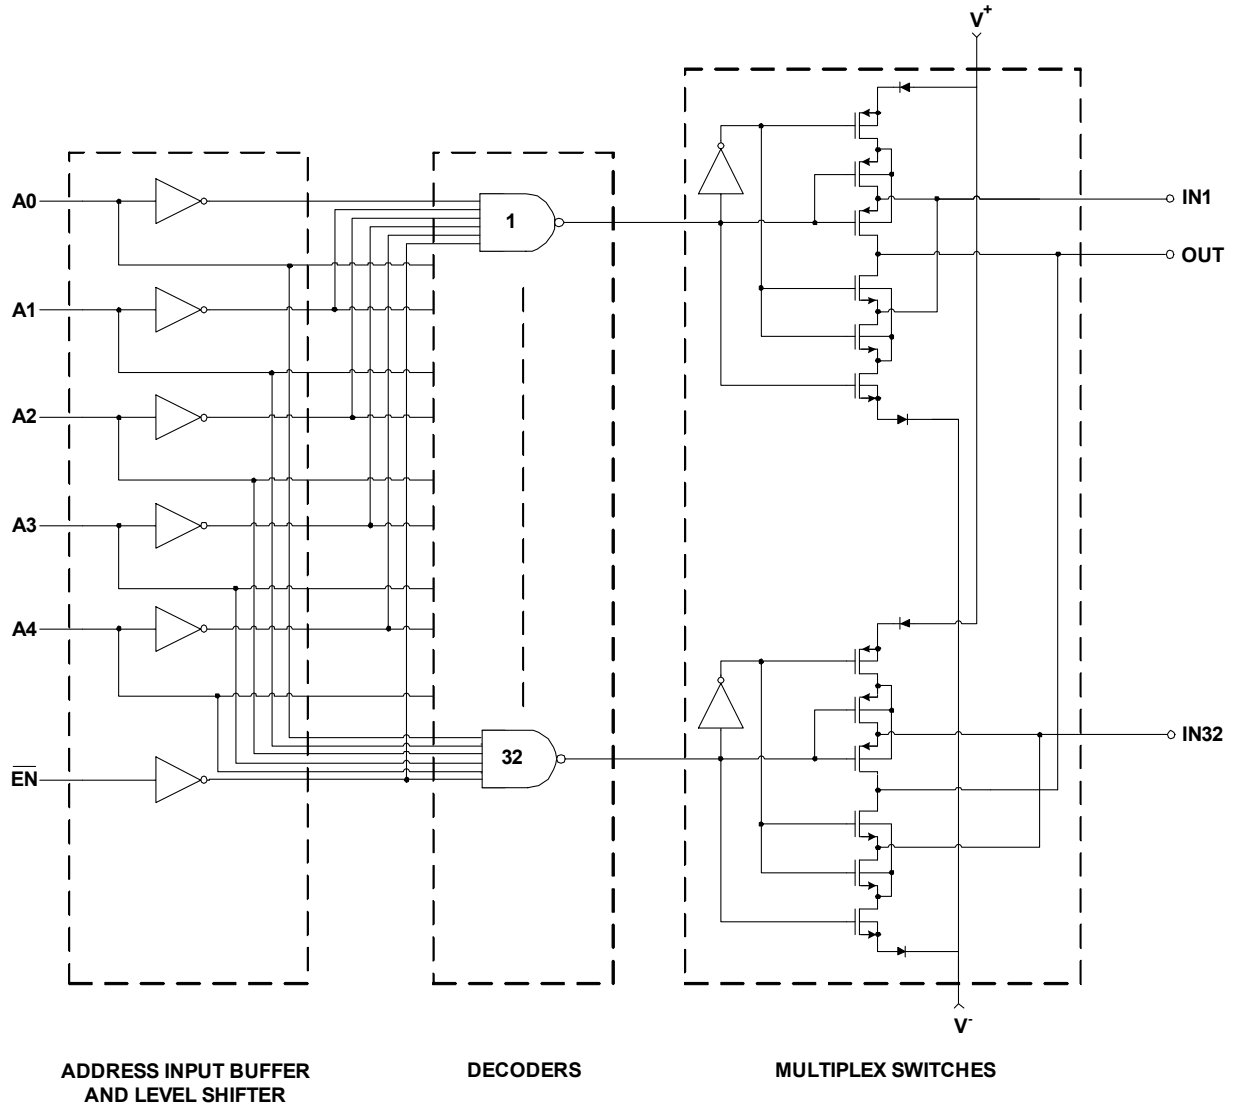 V+
A0
1
IN1
OUT
A1
A2
A3
A4
32
IN32
EN
V-
ADDRESS INPUT BUFFER
AND LEVEL SHIFTER
DECODERS
MULTIPLEX SWITCHES